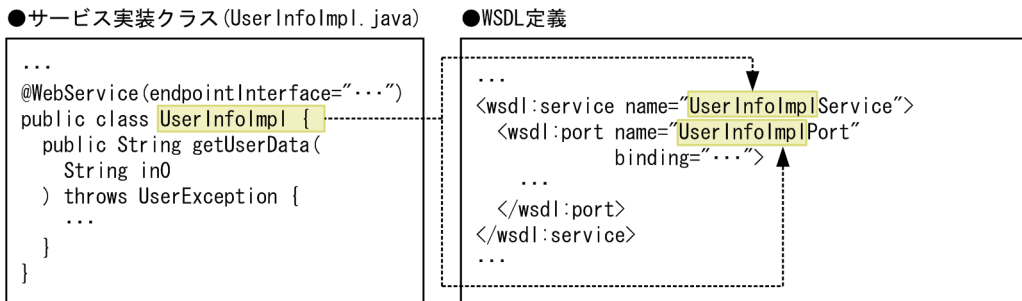 ●サービス実装クラス(UserInfoImpl.java)
...
@WebService(endpointInterface="...")
public class UserInfoImpl {
public String getUserData(
String in0
) throws UserException {
...
}
}
●WSDL定義
...
<wsdl:service name="UserInfoImplService">
<wsdl:port name="UserInfoImplPort"
binding="...">
...
</wsdl:port>
</wsdl:service>
...